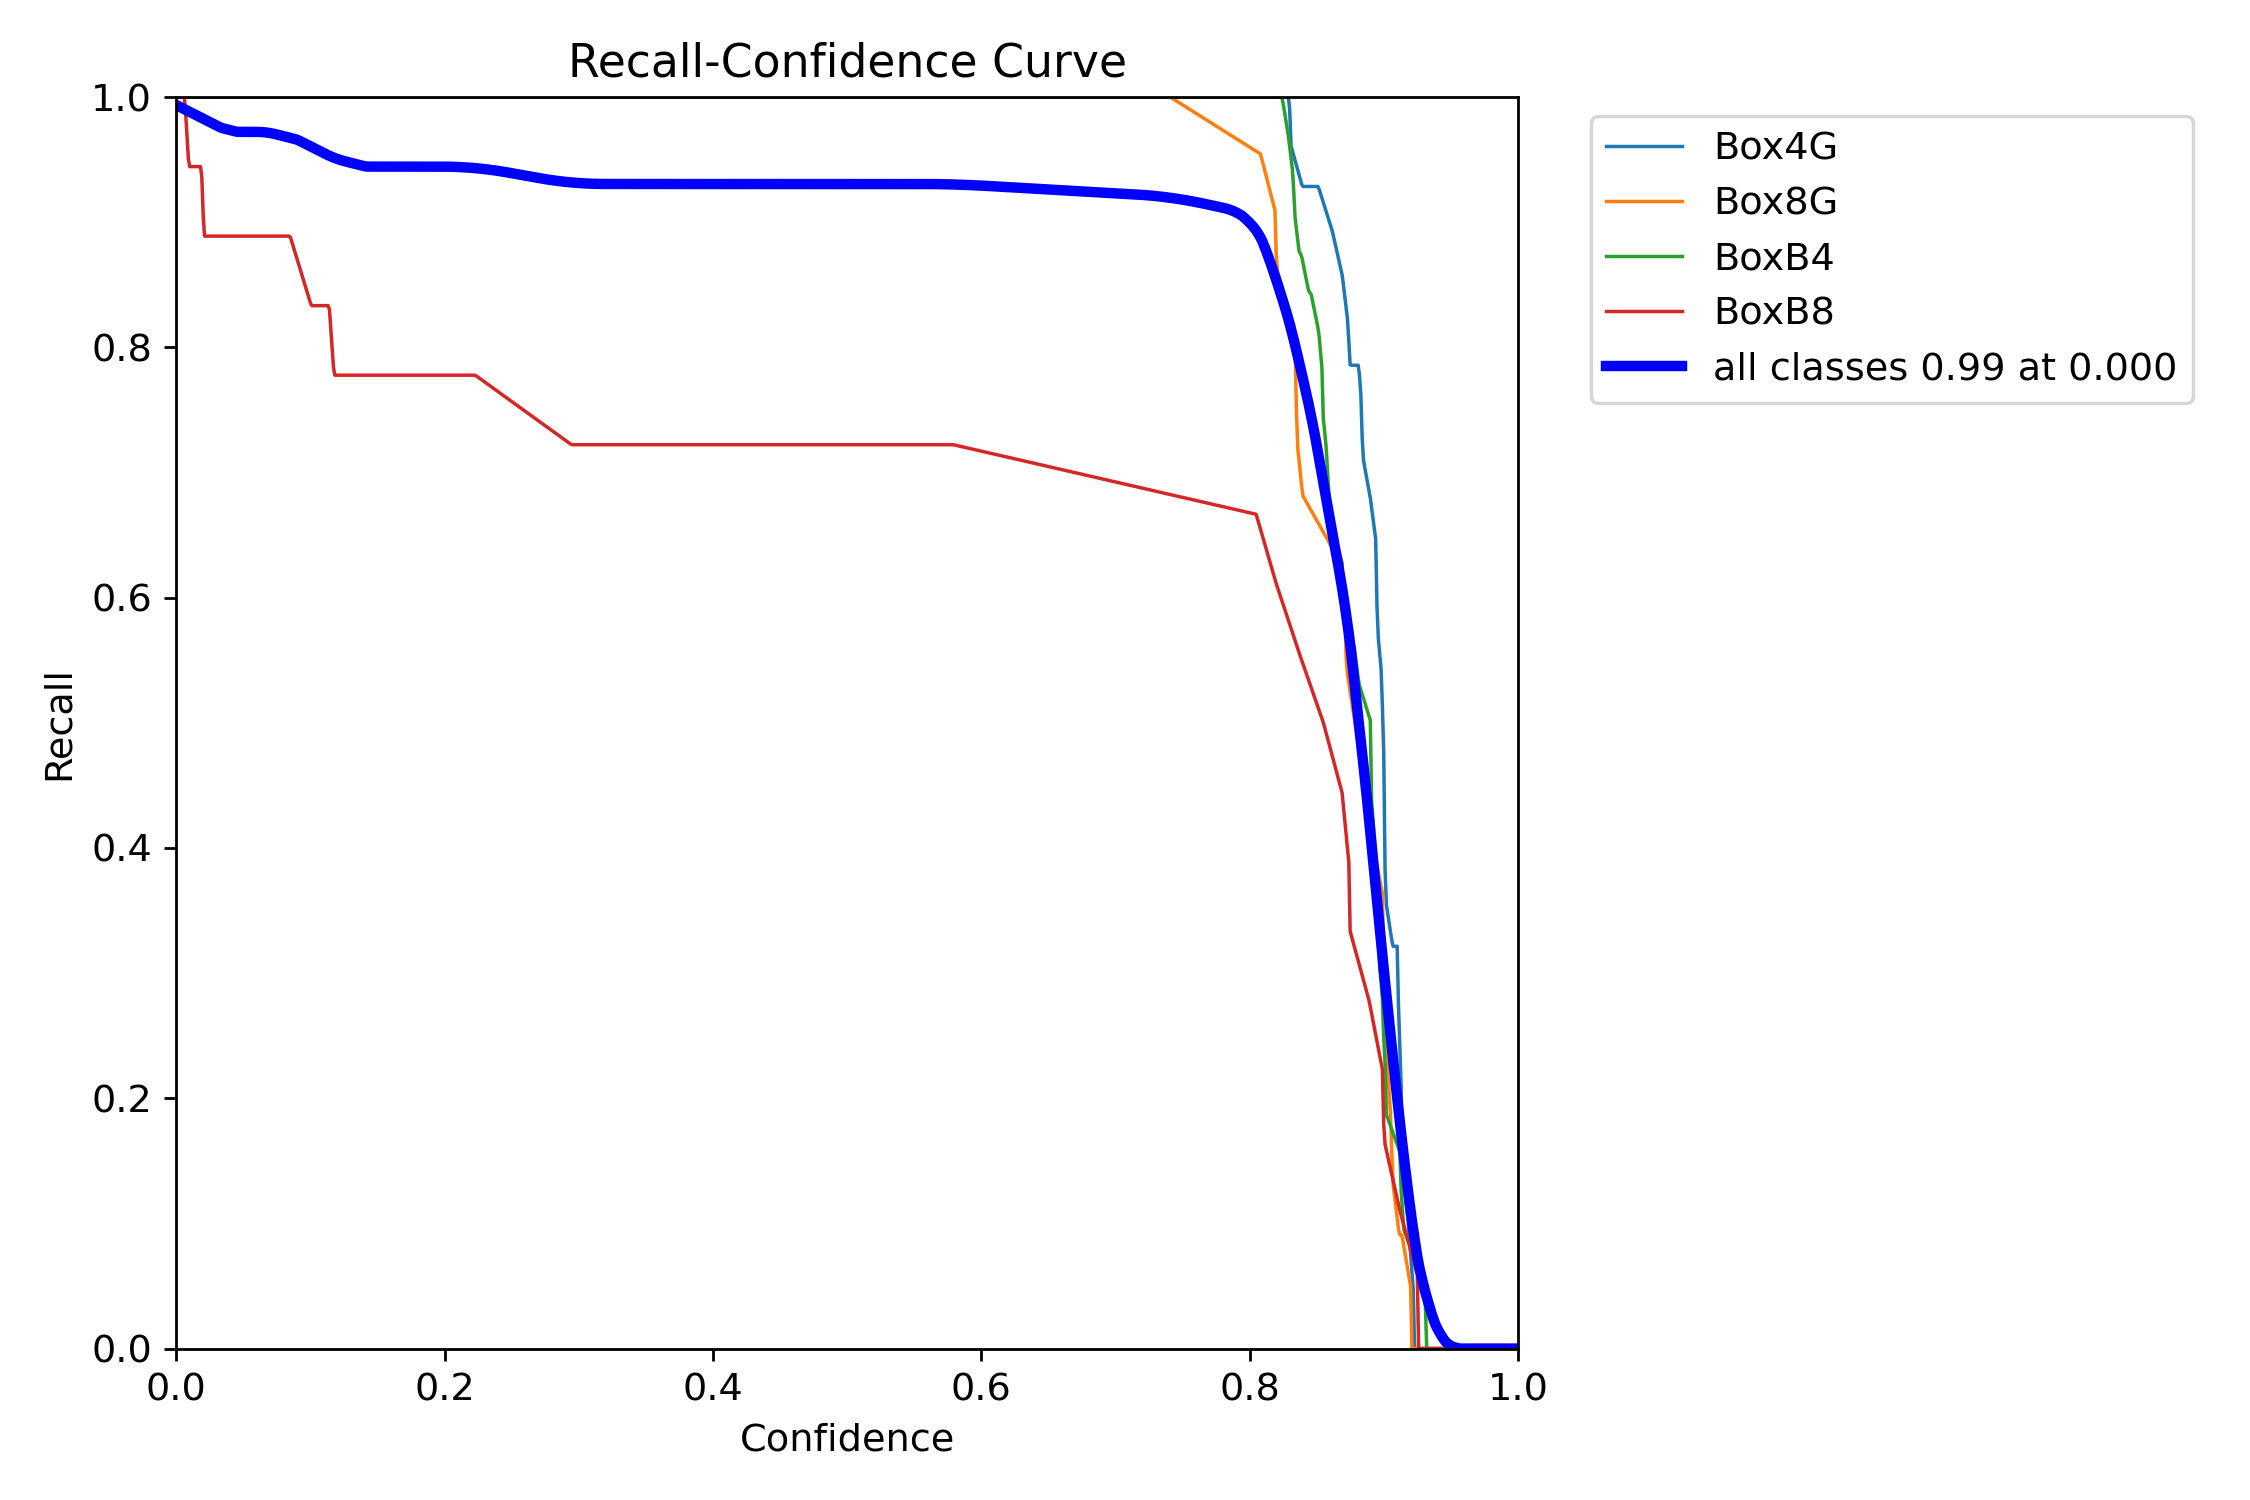 Recall-Confidence Curve
1.0
0.8
0.6
0.4
0.2
0.0
Recall
0.0 0.2 0.4 0.6 0.8 1.0
Confidence
Box4G
Box8G
BoxB4
BoxB8
all classes 0.99 at 0.000